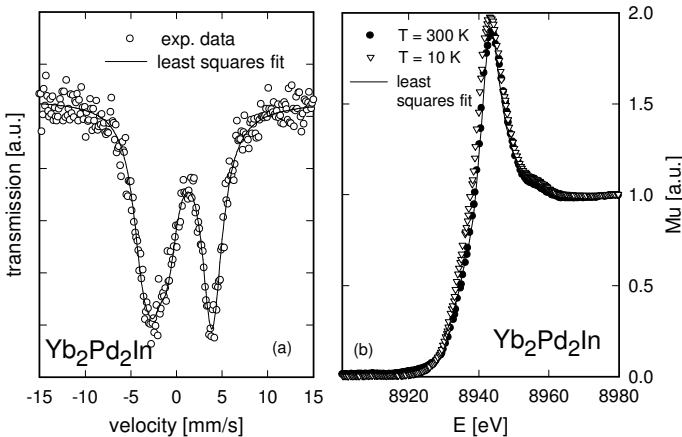 exp. data
least squares fit
transmission [a.u.]
Yb₂Pd₂In
(a)
-15 -10 -5 0 5 10 15
velocity [mm/s]
T = 300 K
T = 10 K
least
squares fit
2.0
1.5
1.0
0.5
0.0
Mu [a.u.]
(b)
Yb₂Pd₂In
8920 8940 8960 8980
E [eV]